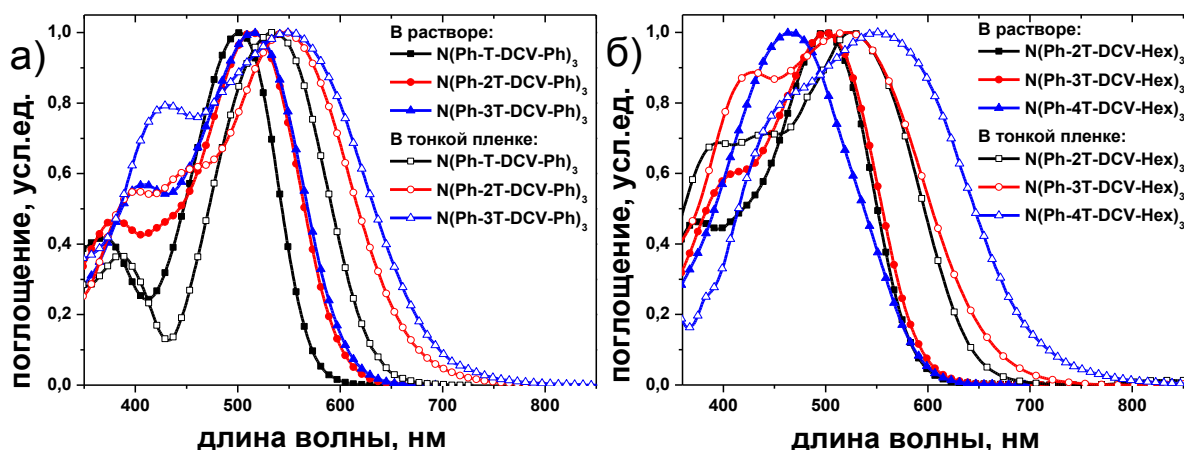 а)
поглощение, усл.ед.
1,0
0,8
0,6
0,4
0,2
0,0
400
500
600
700
800
длина волны, нм
В растворе:
N(Ph-T-DCV-Ph)₃
N(Ph-2T-DCV-Ph)₃
N(Ph-3T-DCV-Ph)₃
В тонкой пленке:
N(Ph-T-DCV-Ph)₃
N(Ph-2T-DCV-Ph)₃
N(Ph-3T-DCV-Ph)₃
б)
поглощение, усл.ед.
1,0
0,8
0,6
0,4
0,2
0,0
400
500
600
700
800
длина волны, нм
В растворе:
N(Ph-2T-DCV-Hex)₃
N(Ph-3T-DCV-Hex)₃
N(Ph-4T-DCV-Hex)₃
В тонкой пленке:
N(Ph-2T-DCV-Hex)₃
N(Ph-3T-DCV-Hex)₃
N(Ph-4T-DCV-Hex)₃